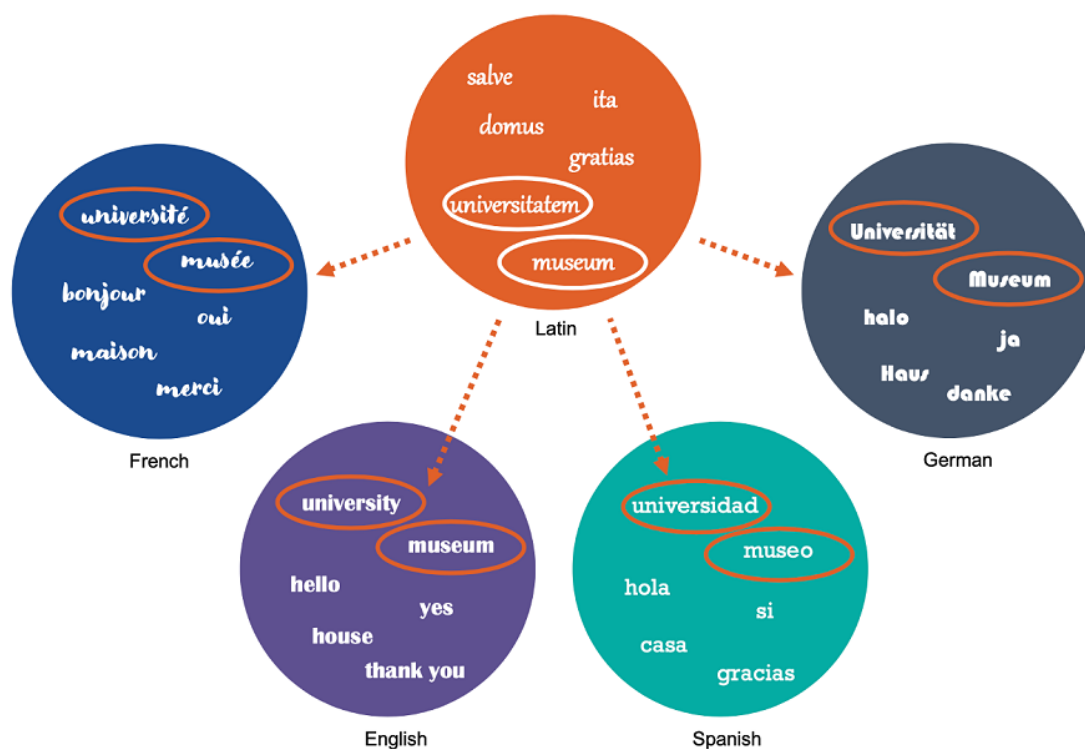 salve
ita
domus
gratias
universitatem
museum
Latin
université
musée
bonjour
oui
maison
merci
French
Universität
Museum
halo
ja
Haus
danke
German
university
museum
hello
yes
house
thank you
English
universidad
museo
hola
si
casa
gracias
Spanish